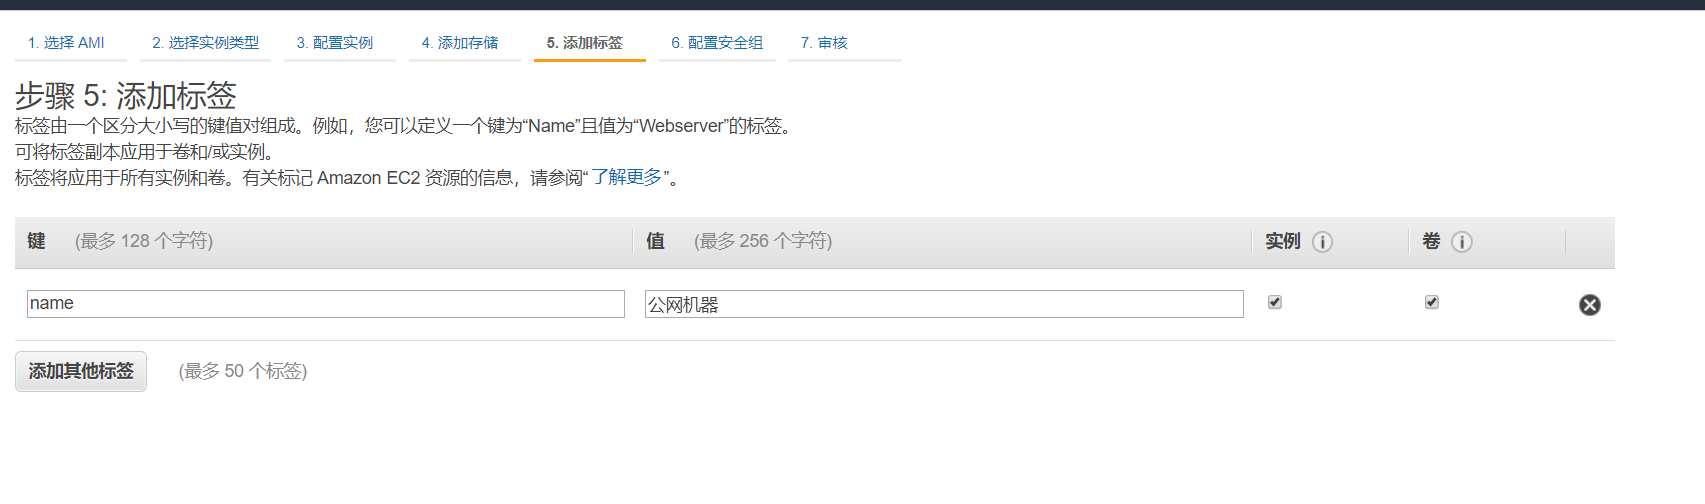 1. 选择 AMI 2. 选择实例类型 3. 配置实例 4. 添加存储 5. 添加标签 6. 配置安全组 7. 审核
步骤 5: 添加标签
标签由一个区分大小写的键值对组成。例如，您可以定义一个键为“Name”且值为“Webserver”的标签。
可将标签副本应用于卷和/或实例。
标签将应用于所有实例和卷。有关标记 Amazon EC2 资源的信息，请参阅“了解更多”。
键 (最多 128 个字符) 值 (最多 256 个字符) 实例 i 卷 i
name 公网机器
添加其他标签 (最多 50 个标签)